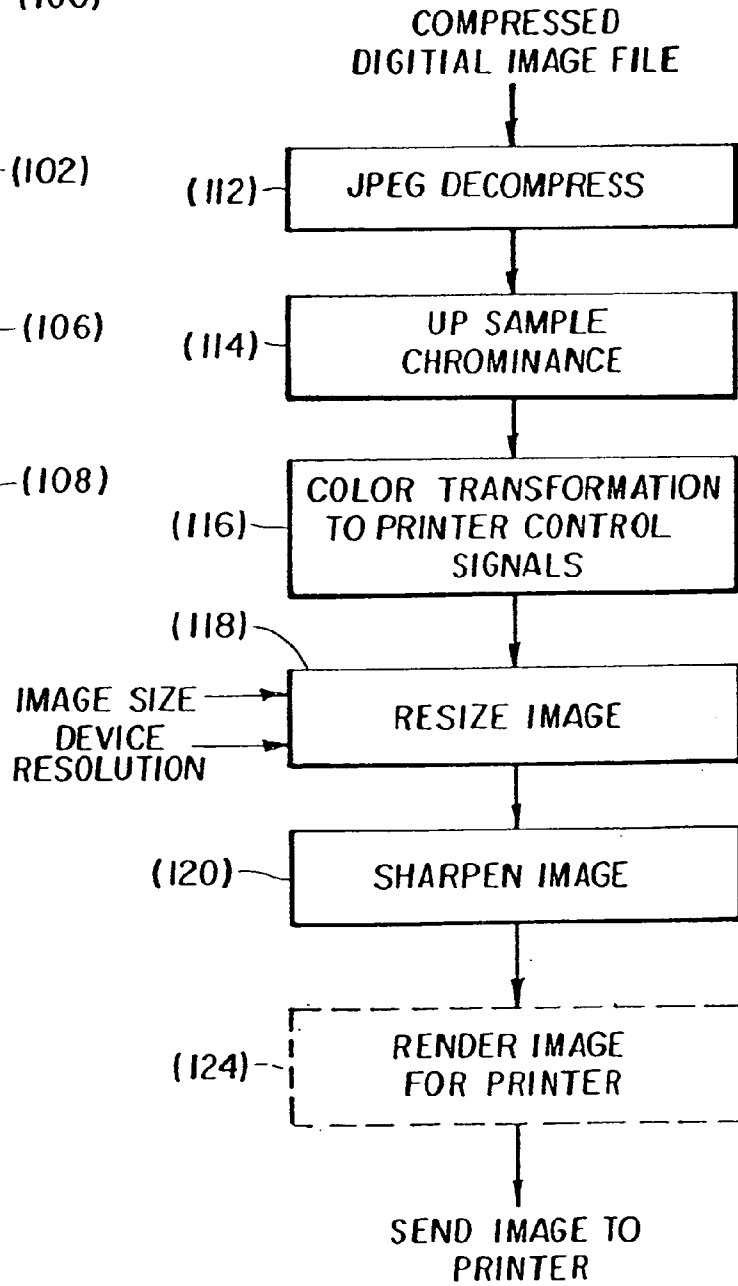 (100)
COMPRESSED
DIGITIAL IMAGE FILE
(102)
(112)
JPEG DECOMPRESS
(106)
(114)
UP SAMPLE
CHROMINANCE
(108)
(116)
COLOR TRANSFORMATION
TO PRINTER CONTROL
SIGNALS
(118)
IMAGE SIZE
DEVICE
RESOLUTION
RESIZE IMAGE
(120)
SHARPEN IMAGE
(124)
RENDER IMAGE
FOR PRINTER
SEND IMAGE TO
PRINTER